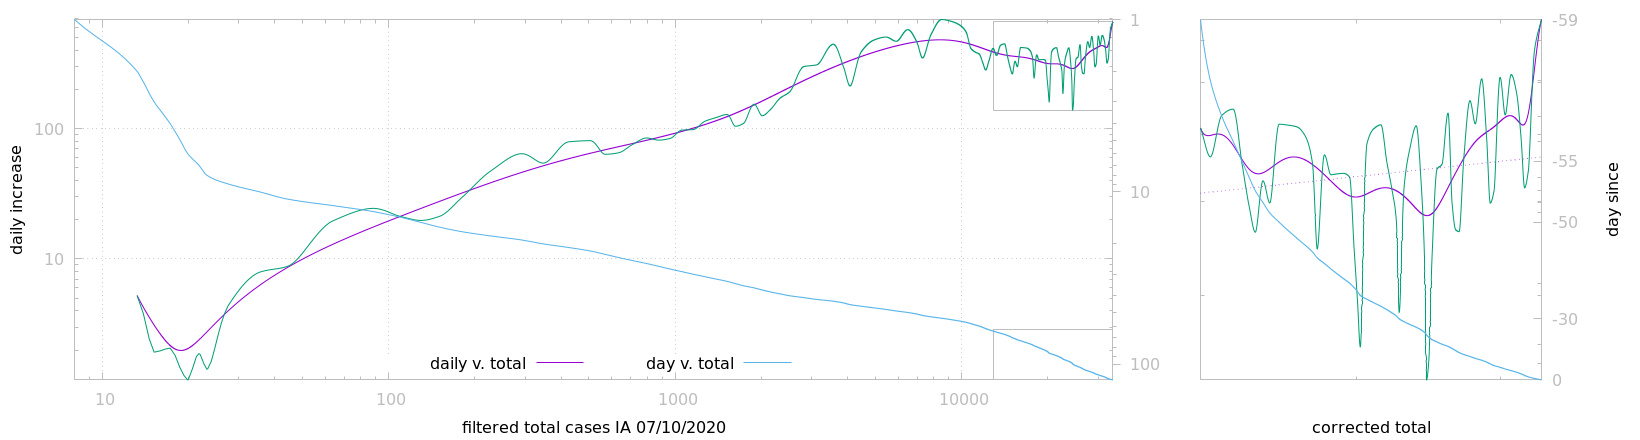 daily increase
100
10
daily v. total
day v. total
10
100
1000
10000
filtered total cases IA 07/10/2020
1
10
100
day since
-59
-55
-50
-30
0
corrected total